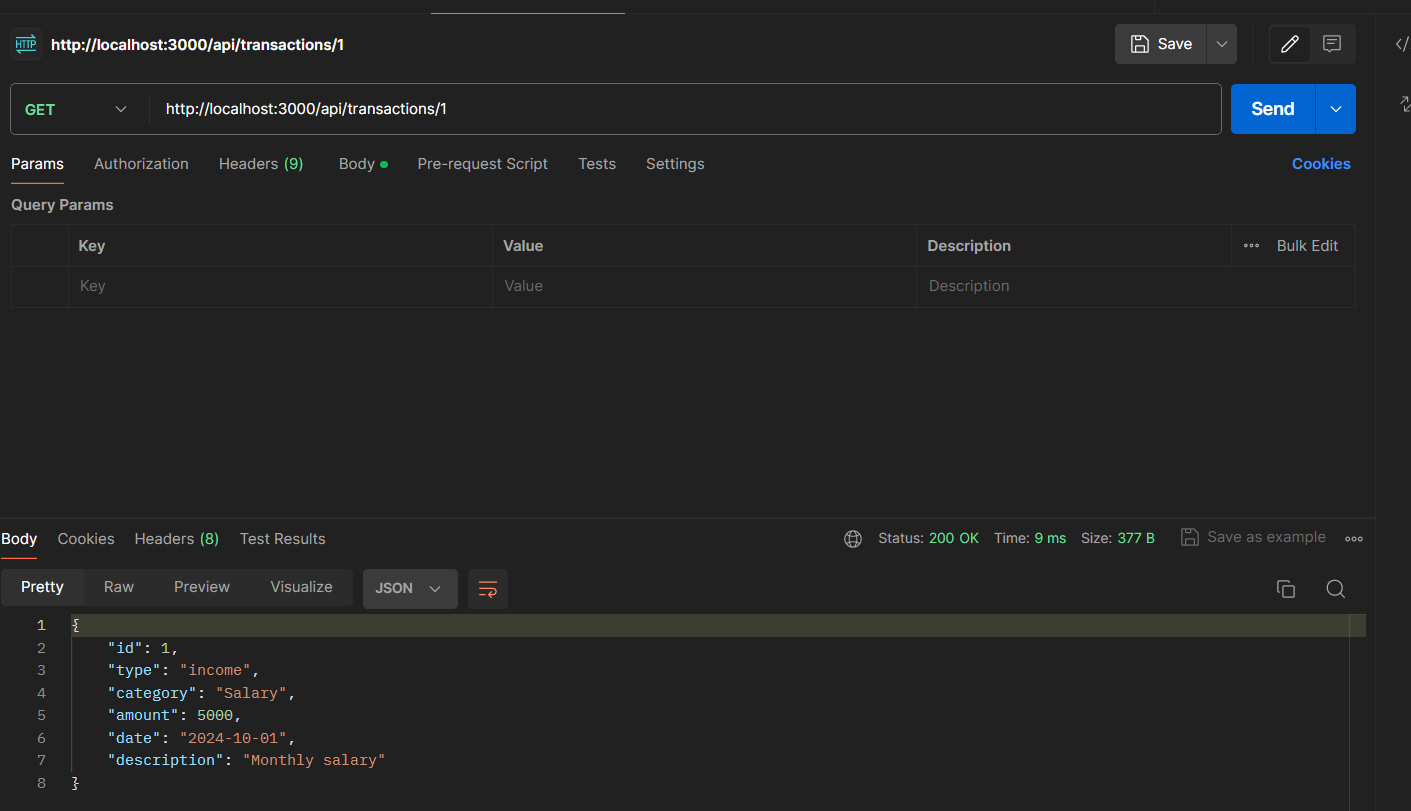 HTTP http://localhost:3000/api/transactions/1 Save </
GET http://localhost:3000/api/transactions/1 Send
Params Authorization Headers (9) Body Pre-request Script Tests Settings Cookies
Query Params
Key Value Description Bulk Edit
Key Value Description
Body Cookies Headers (8) Test Results Status: 200 OK Time: 9 ms Size: 377 B Save as example
Pretty Raw Preview Visualize JSON
1 {
2 "id": 1,
3 "type": "income",
4 "category": "Salary",
5 "amount": 5000,
6 "date": "2024-10-01",
7 "description": "Monthly salary"
8 }